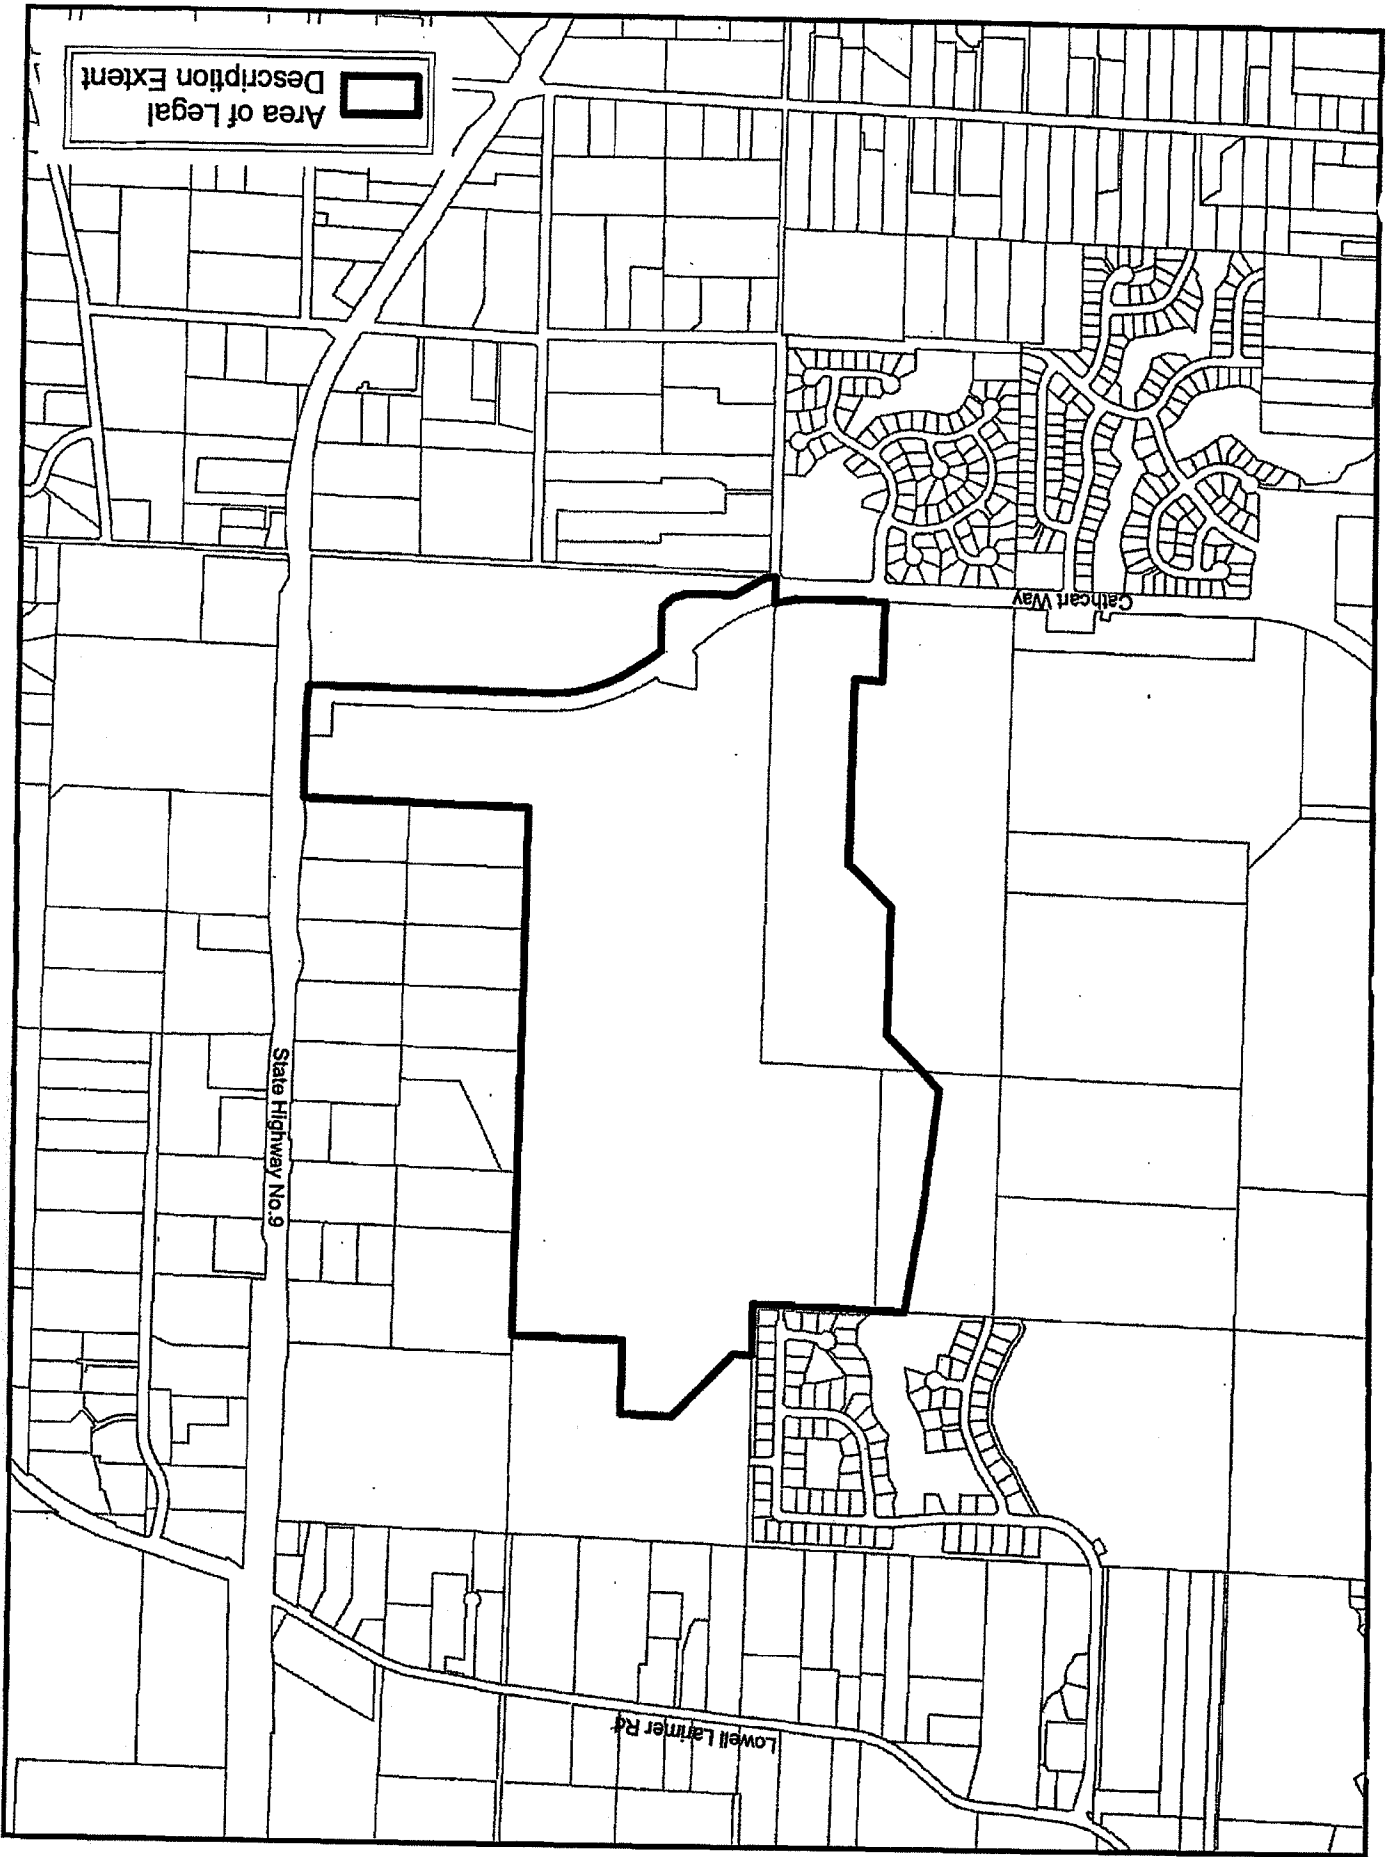 Lowell Larimer Rd
State Highway No.9
Cathcart Way
Area of Legal
Description Extent